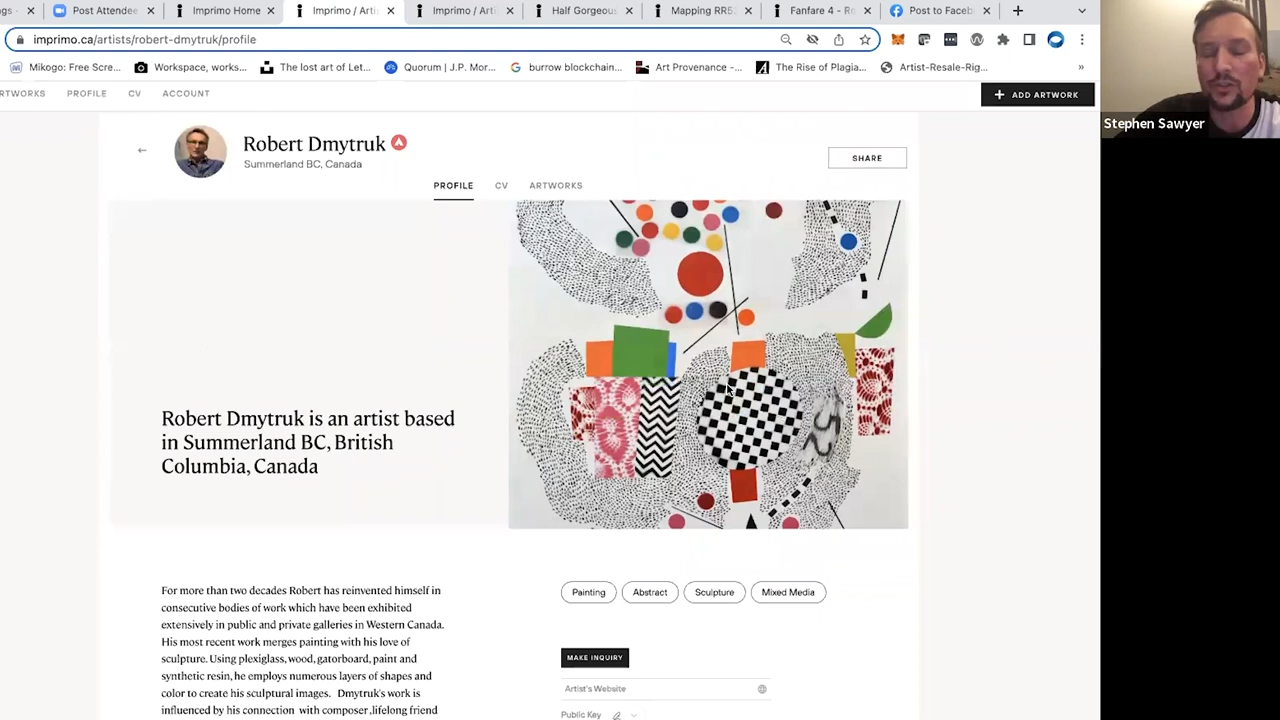 Post Attendee
Imprimo Home
Imprimo / Artis
Imprimo / Arti
Half Gorgeous
Mapping RR5
Fanfare 4 - Ro
Post to Faceb
imprimo.ca/artists/robert-dmytruk/profile
Mikogo: Free Scre...
Workspace, works...
The lost art of Let...
Quorum | J.P. Mor...
burrow blockchain...
Art Provenance -...
The Rise of Plagia...
Artist-Resale-Rig...
»
RTWORKS
PROFILE
CV
ACCOUNT
+ ADD ARTWORK
Stephen Sawyer
Robert Dmytruk
Summerland BC, Canada
SHARE
PROFILE
CV
ARTWORKS
Robert Dmytruk is an artist based
in Summerland BC, British
Columbia, Canada
For more than two decades Robert has reinvented himself in
consecutive bodies of work which have been exhibited
extensively in public and private galleries in Western Canada.
His most recent work merges painting with his love of
sculpture. Using plexiglass, wood, gatorboard, paint and
synthetic resin, he employs numerous layers of shapes and
color to create his sculptural images. Dmytruk's work is
influenced by his connection with composer ,lifelong friend
Painting
Abstract
Sculpture
Mixed Media
MAKE INQUIRY
Artist's Website
Public Key